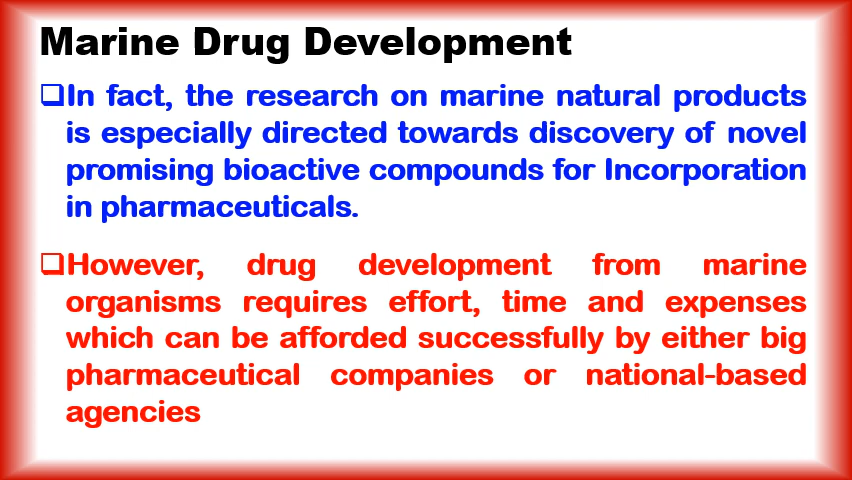 Marine Drug Development
❑In fact, the research on marine natural products
is especially directed towards discovery of novel
promising bioactive compounds for Incorporation
in pharmaceuticals.
❑However, drug development from marine
organisms requires effort, time and expenses
which can be afforded successfully by either big
pharmaceutical companies or national-based
agencies